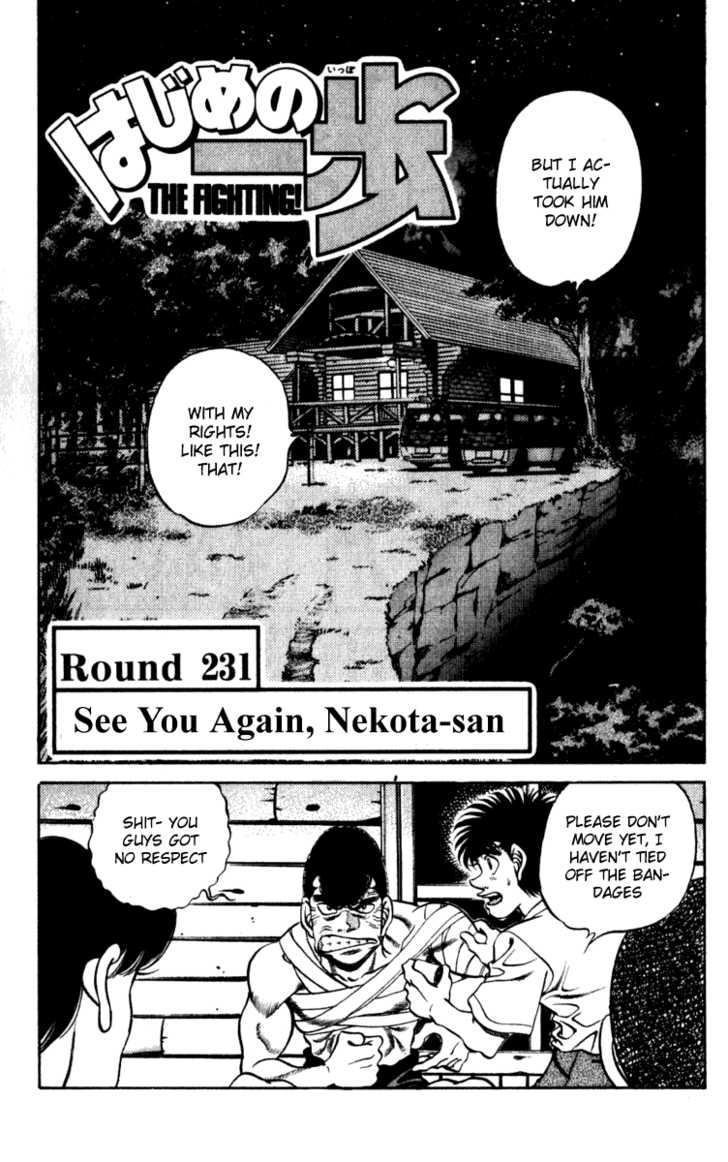 はじめの一歩
いっぽ
THE FIGHTING!
BUT I AC-
TUALLY
TOOK HIM
DOWN!
WITH MY
RIGHTS!
LIKE THIS!
THAT!
Round 231
See You Again, Nekota-san
PLEASE DON'T
MOVE YET, I
HAVEN'T TIED
OFF THE BAN-
DAGES
SHIT- YOU
GUYS GOT
NO RESPECT